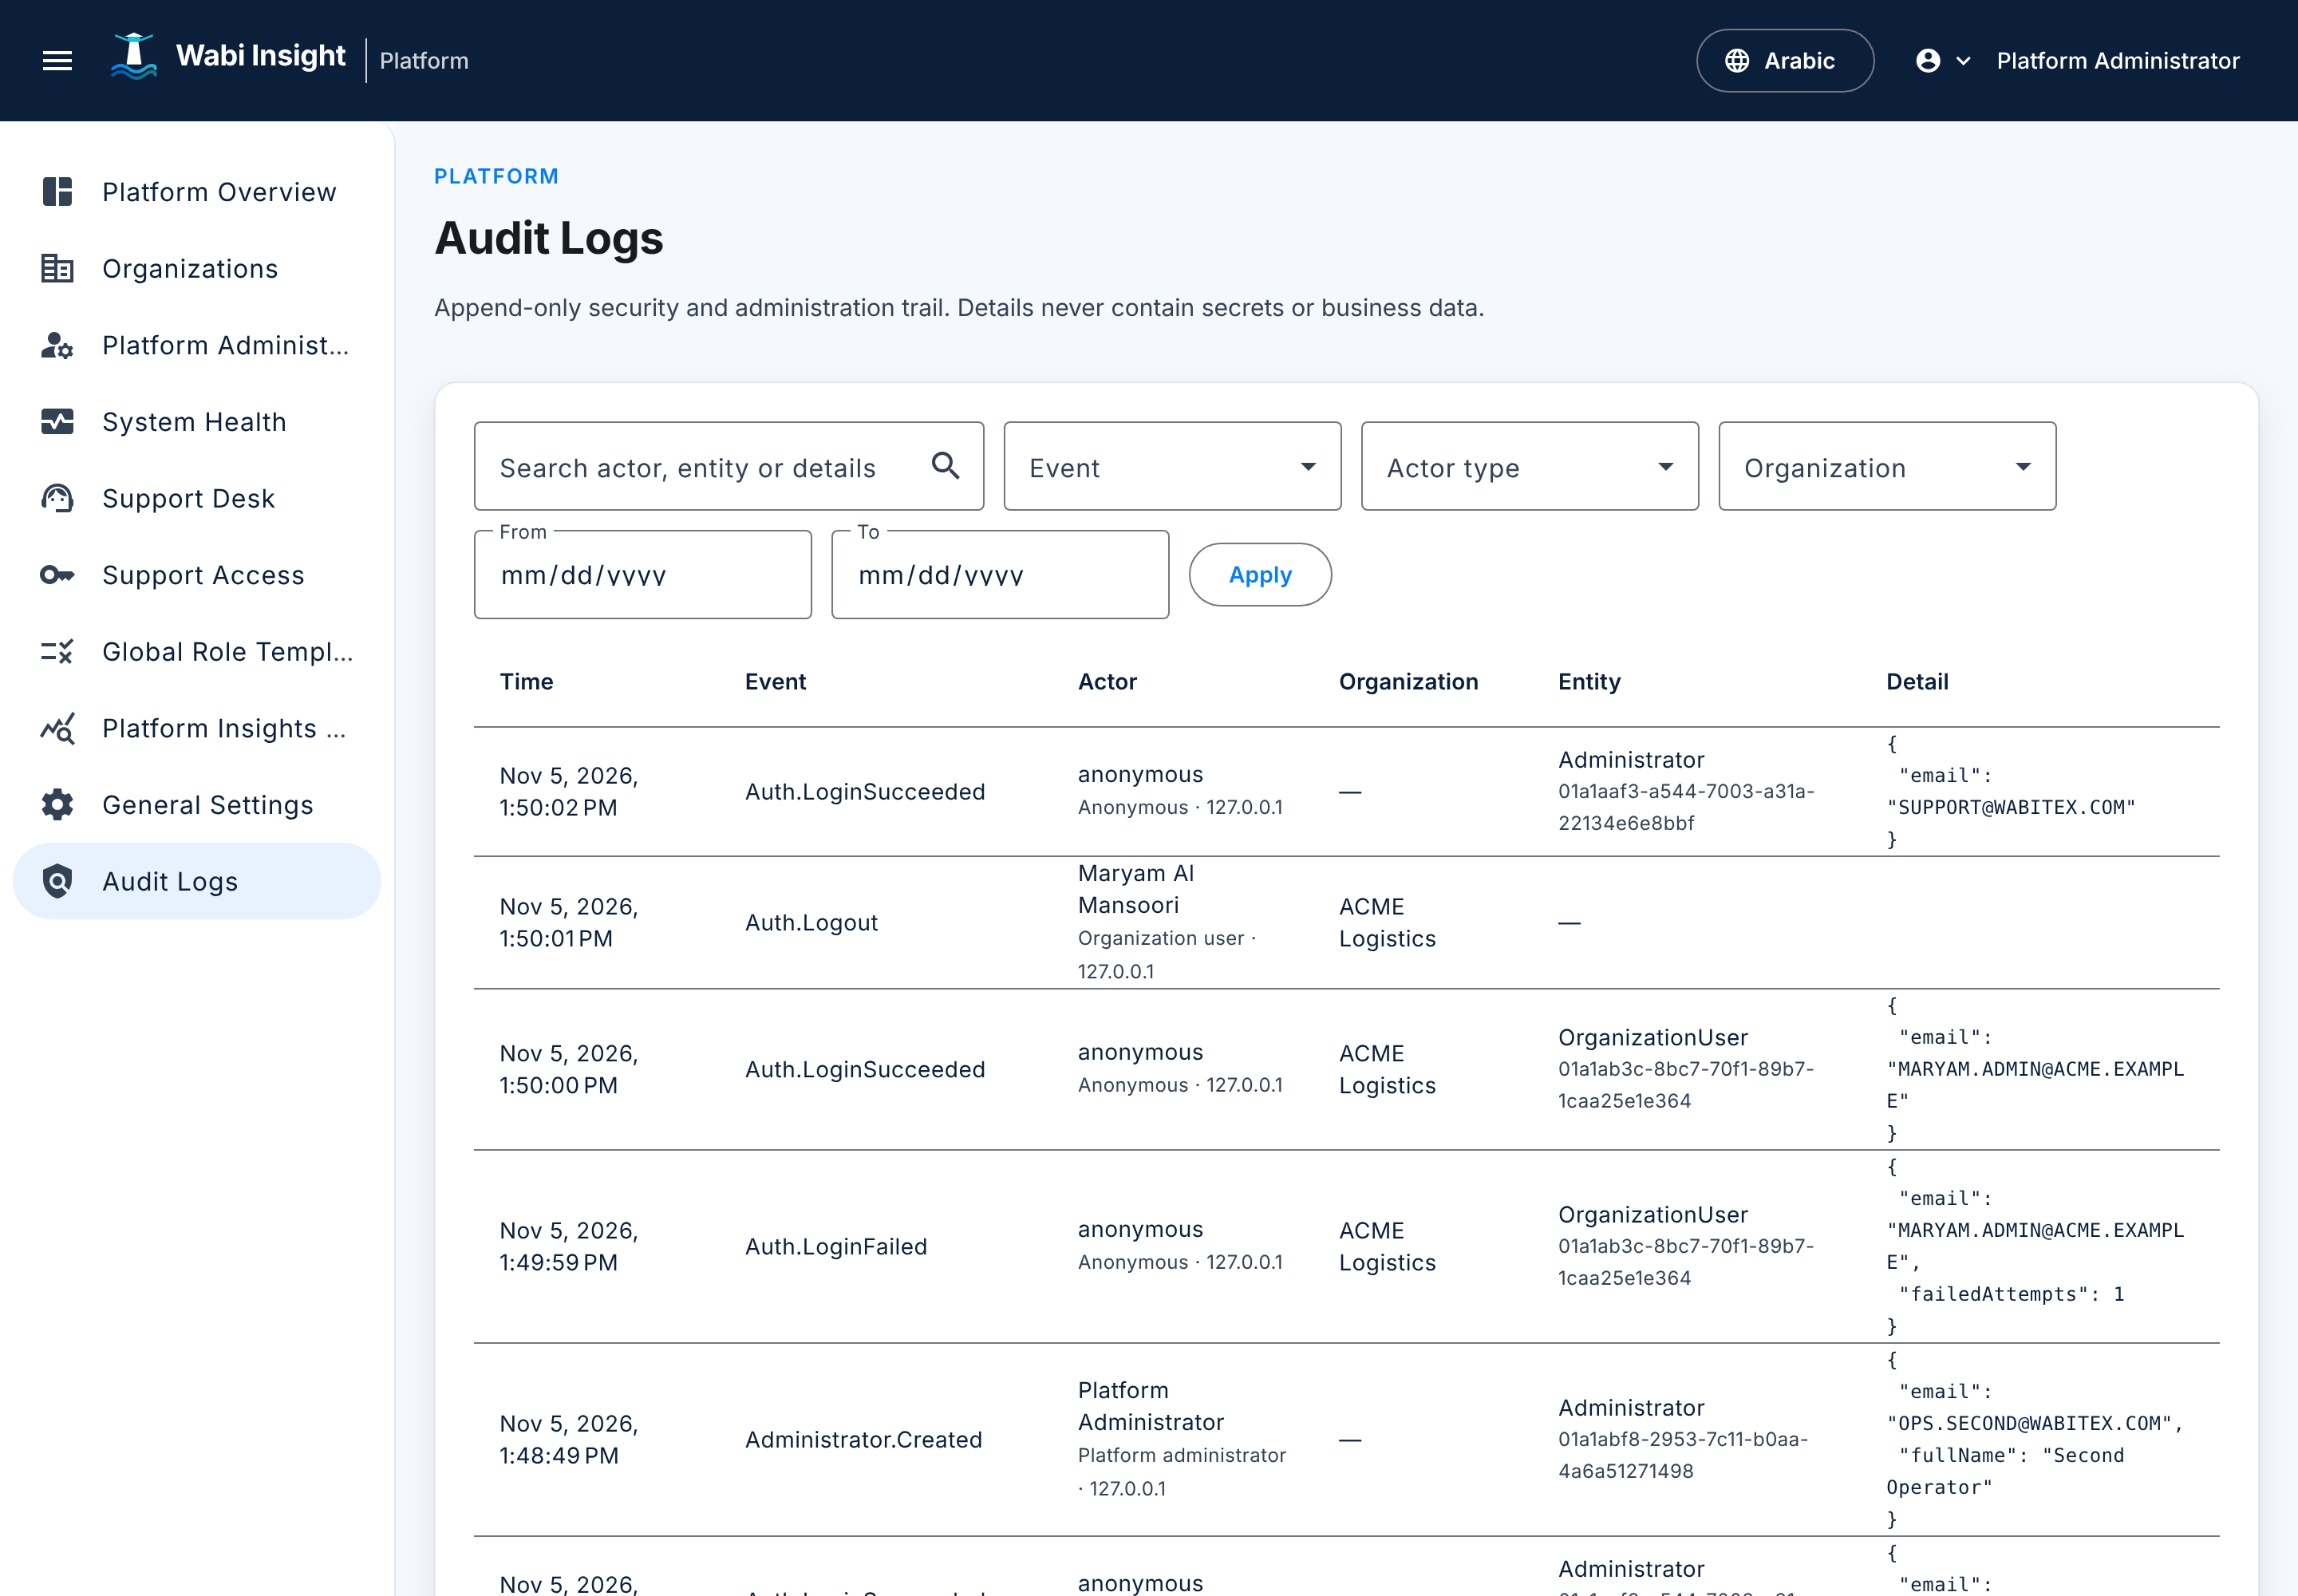 Wabi Insight
Platform
Arabic
Platform Administrator
Platform Overview
Organizations
Platform Administ...
System Health
Support Desk
Support Access
Global Role Templ...
Platform Insights ...
General Settings
Audit Logs
PLATFORM
Audit Logs
Append-only security and administration trail. Details never contain secrets or business data.
Search actor, entity or details
Event
Actor type
Organization
From
mm/dd/yyyy
To
mm/dd/yyyy
Apply
Time Event Actor Organization Entity Detail
Nov 5, 2026,
1:50:02 PM
Auth.LoginSucceeded
anonymous
Anonymous · 127.0.0.1
—
Administrator
01a1aaf3-a544-7003-a31a-
22134e6e8bbf
{
"email":
"SUPPORT@WABITEX.COM"
}
Nov 5, 2026,
1:50:01 PM
Auth.Logout
Maryam Al
Mansoori
Organization user ·
127.0.0.1
ACME
Logistics
—
Nov 5, 2026,
1:50:00 PM
Auth.LoginSucceeded
anonymous
Anonymous · 127.0.0.1
ACME
Logistics
OrganizationUser
01a1ab3c-8bc7-70f1-89b7-
1caa25e1e364
{
"email":
"MARYAM.ADMIN@ACME.EXAMPL
E"
}
Nov 5, 2026,
1:49:59 PM
Auth.LoginFailed
anonymous
Anonymous · 127.0.0.1
ACME
Logistics
OrganizationUser
01a1ab3c-8bc7-70f1-89b7-
1caa25e1e364
{
"email":
"MARYAM.ADMIN@ACME.EXAMPL
E",
"failedAttempts": 1
}
Nov 5, 2026,
1:48:49 PM
Administrator.Created
Platform
Administrator
Platform administrator
· 127.0.0.1
—
Administrator
01a1abf8-2953-7c11-b0aa-
4a6a51271498
{
"email":
"OPS.SECOND@WABITEX.COM",
"fullName": "Second
Operator"
}
Nov 5, 2026,
anonymous
Administrator
{
"email":